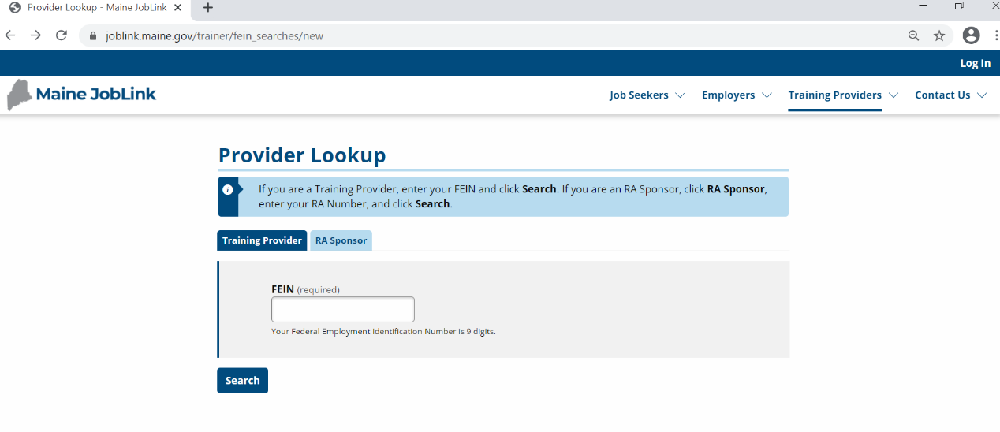 Provider Lookup - Maine JobLink
joblink.maine.gov/trainer/fein_searches/new
Log In
Maine JobLink
Job Seekers
Employers
Training Providers
Contact Us
Provider Lookup
If you are a Training Provider, enter your FEIN and click Search. If you are an RA Sponsor, click RA Sponsor,
enter your RA Number, and click Search.
Training Provider
RA Sponsor
FEIN (required)
Your Federal Employment Identification Number is 9 digits.
Search